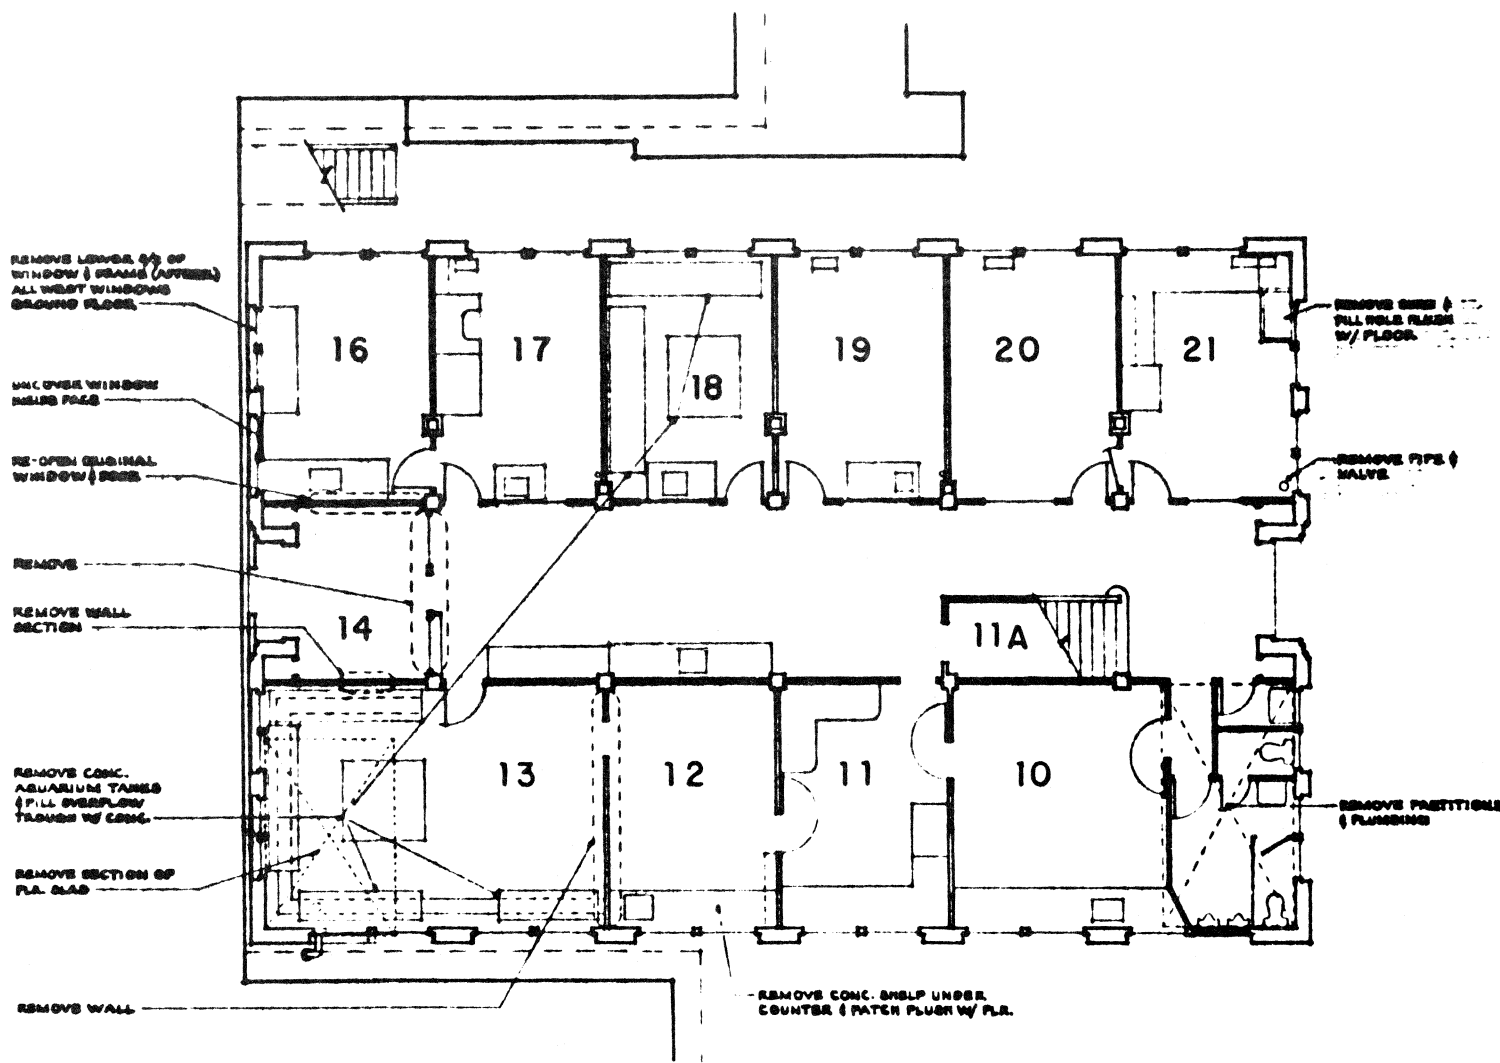 REMOVE LOWER 2/3 OF
WINDOW & FRAME (AFTER)
ALL WEST WINDOWS
GROUND FLOOR
UNCOVER WINDOW
INSIDE FACE
RE-OPEN ORIGINAL
WINDOW & DOOR
REMOVE
REMOVE WALL
SECTION
REMOVE CONC.
AQUARIUM TANKS
& FILL OVERFLOW
TROUGH W/ CONC.
REMOVE SECTION OF
FLR. SLAB
REMOVE WALL
16
17
18
19
20
21
14
11A
13
12
11
10
REMOVE &
FILL HOLE FLUSH
W/ FLOOR
REMOVE PIPE &
VALVE
REMOVE PARTITIONS
& PLUMBING
REMOVE CONC. SHELF UNDER
COUNTER & PATCH FLUSH W/ FLR.